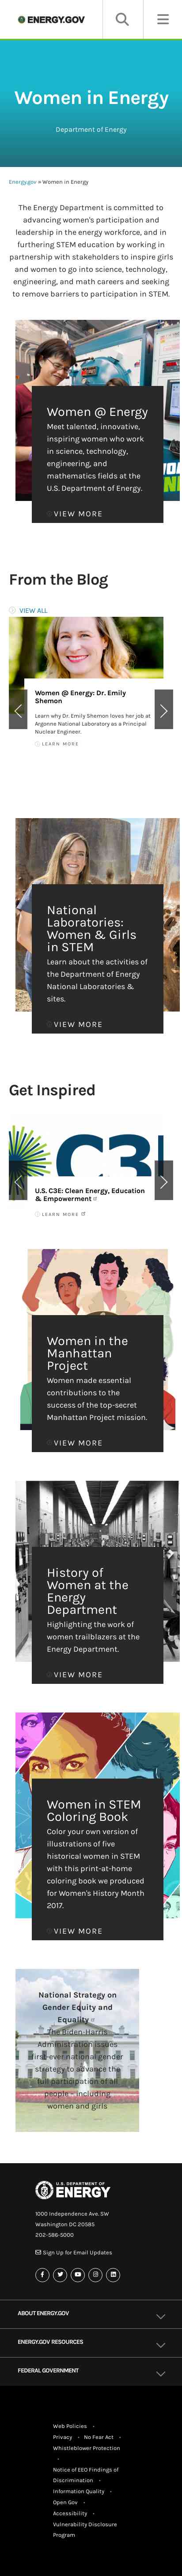 ENERGY.GOV
Women in Energy
Department of Energy
Energy.gov » Women in Energy
The Energy Department is committed to
advancing women's participation and
leadership in the energy workforce, and in
furthering STEM education by working in
partnership with stakeholders to inspire girls
and women to go into science, technology,
engineering, and math careers and seeking
to remove barriers to participation in STEM.
Women @ Energy
Meet talented, innovative,
inspiring women who work
in science, technology,
engineering, and
mathematics fields at the
U.S. Department of Energy.
VIEW MORE
From the Blog
VIEW ALL
Women @ Energy: Dr. Emily
Shemon
Learn why Dr. Emily Shemon loves her job at
Argonne National Laboratory as a Principal
Nuclear Engineer.
LEARN MORE
National
Laboratories:
Women & Girls
in STEM
Learn about the activities of
the Department of Energy
National Laboratories &
sites.
VIEW MORE
Get Inspired
C3E
U.S. C3E: Clean Energy, Education
& Empowerment
LEARN MORE
Women in the
Manhattan
Project
Women made essential
contributions to the
success of the top-secret
Manhattan Project mission.
VIEW MORE
History of
Women at the
Energy
Department
Highlighting the work of
women trailblazers at the
Energy Department.
VIEW MORE
Women in STEM
Coloring Book
Color your own version of
illustrations of five
historical women in STEM
with this print-at-home
coloring book we produced
for Women's History Month
2017.
VIEW MORE
National Strategy on
Gender Equity and
Equality
The Biden-Harris
Administration issues
first-ever national gender
strategy to advance the
full participation of all
people – including
women and girls
U.S. DEPARTMENT OF
ENERGY
1000 Independence Ave. SW
Washington DC 20585
202-586-5000
Sign Up for Email Updates
ABOUT ENERGY.GOV
ENERGY.GOV RESOURCES
FEDERAL GOVERNMENT
Web Policies •
Privacy • No Fear Act •
Whistleblower Protection
•
Notice of EEO Findings of
Discrimination •
Information Quality •
Open Gov •
Accessibility •
Vulnerability Disclosure
Program